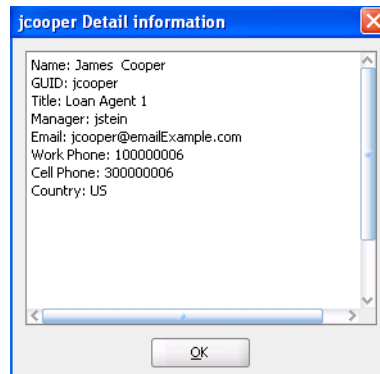 jcooper Detail information
Name: James  Cooper
GUID: jcooper
Title: Loan Agent 1
Manager: jstein
Email: jcooper@emailExample.com
Work Phone: 100000006
Cell Phone: 300000006
Country: US
OK